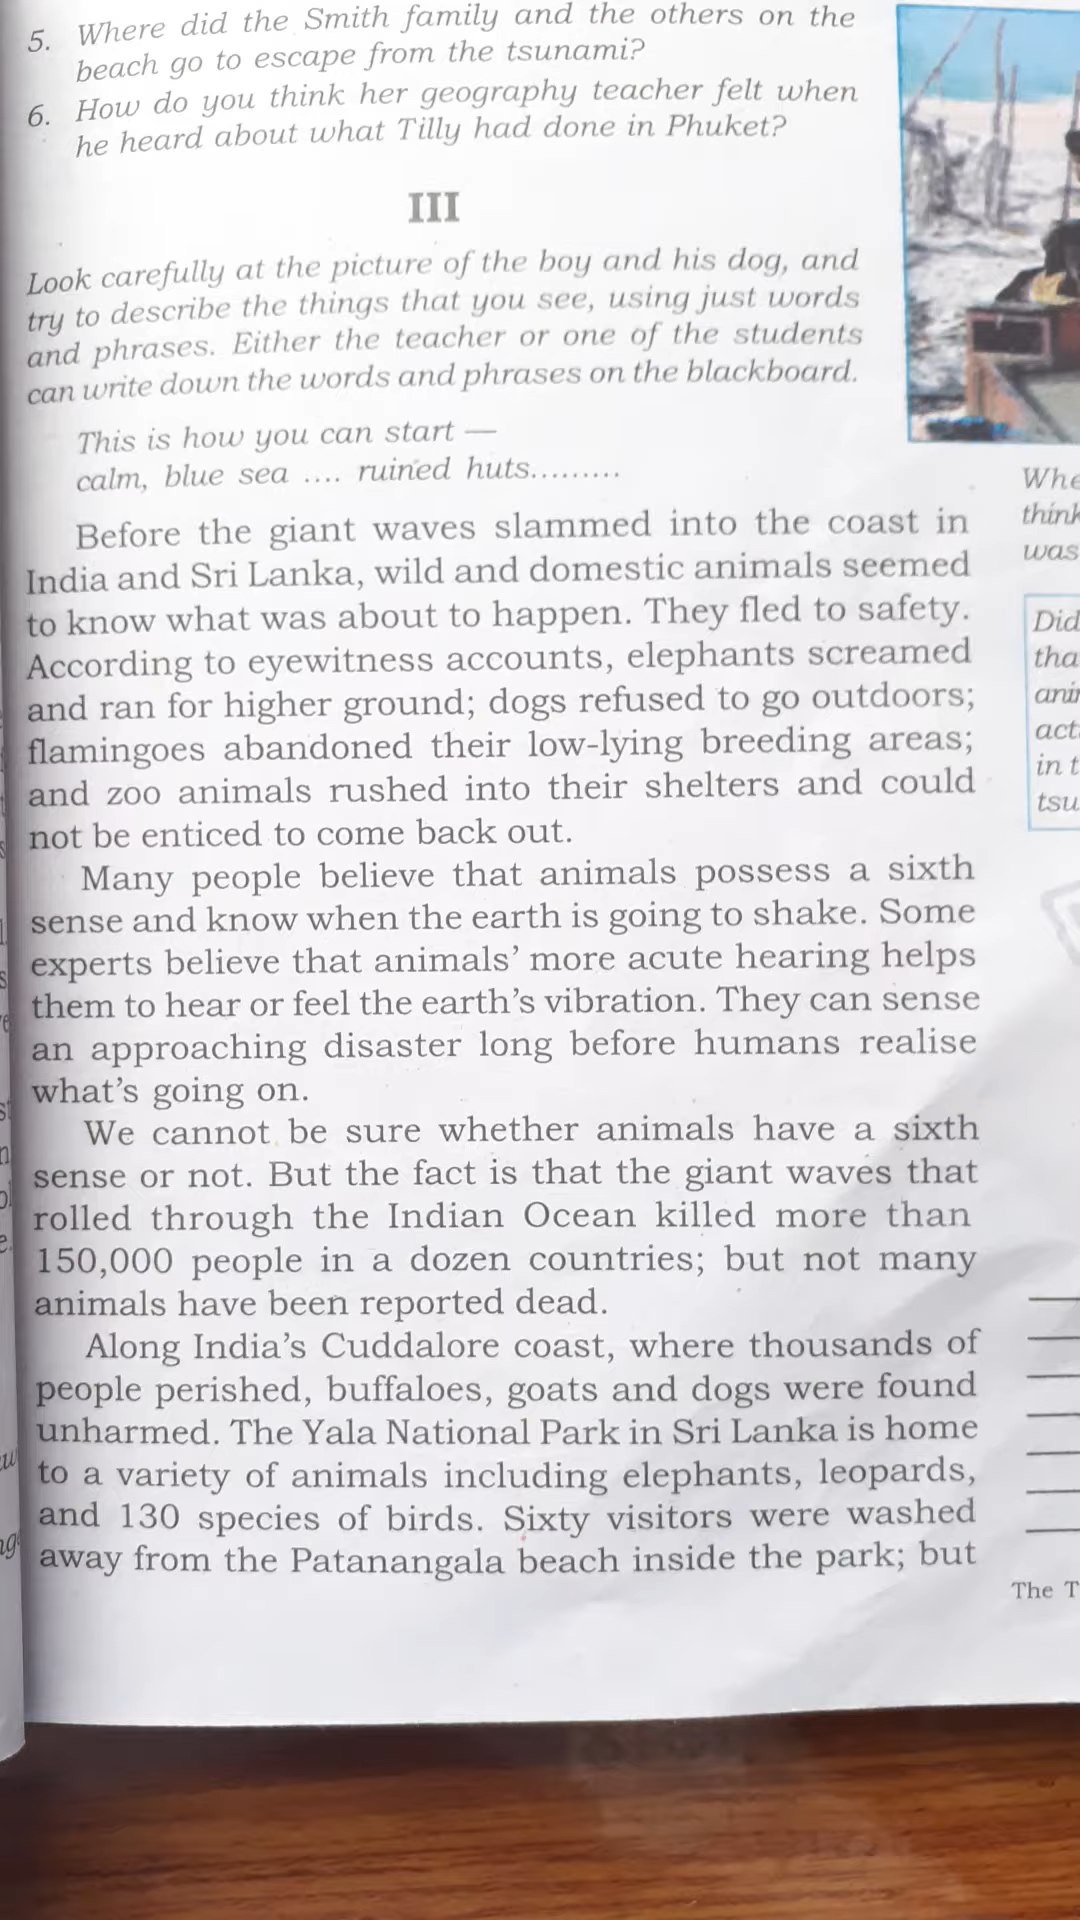 5. Where did the Smith family and the others on the
beach go to escape from the tsunami?
6. How do you think her geography teacher felt when
he heard about what Tilly had done in Phuket?
III
Look carefully at the picture of the boy and his dog, and
try to describe the things that you see, using just words
and phrases. Either the teacher or one of the students
can write down the words and phrases on the blackboard.
This is how you can start —
calm, blue sea .... ruined huts.........
Before the giant waves slammed into the coast in
India and Sri Lanka, wild and domestic animals seemed
to know what was about to happen. They fled to safety.
According to eyewitness accounts, elephants screamed
and ran for higher ground; dogs refused to go outdoors;
flamingoes abandoned their low-lying breeding areas;
and zoo animals rushed into their shelters and could
not be enticed to come back out.
Many people believe that animals possess a sixth
sense and know when the earth is going to shake. Some
experts believe that animals’ more acute hearing helps
them to hear or feel the earth’s vibration. They can sense
an approaching disaster long before humans realise
what’s going on.
We cannot be sure whether animals have a sixth
sense or not. But the fact is that the giant waves that
rolled through the Indian Ocean killed more than
150,000 people in a dozen countries; but not many
animals have been reported dead.
Along India’s Cuddalore coast, where thousands of
people perished, buffaloes, goats and dogs were found
unharmed. The Yala National Park in Sri Lanka is home
to a variety of animals including elephants, leopards,
and 130 species of birds. Sixty visitors were washed
away from the Patanangala beach inside the park; but
Whe
think
was
Did
tha
ani
act
in t
tsu
The T